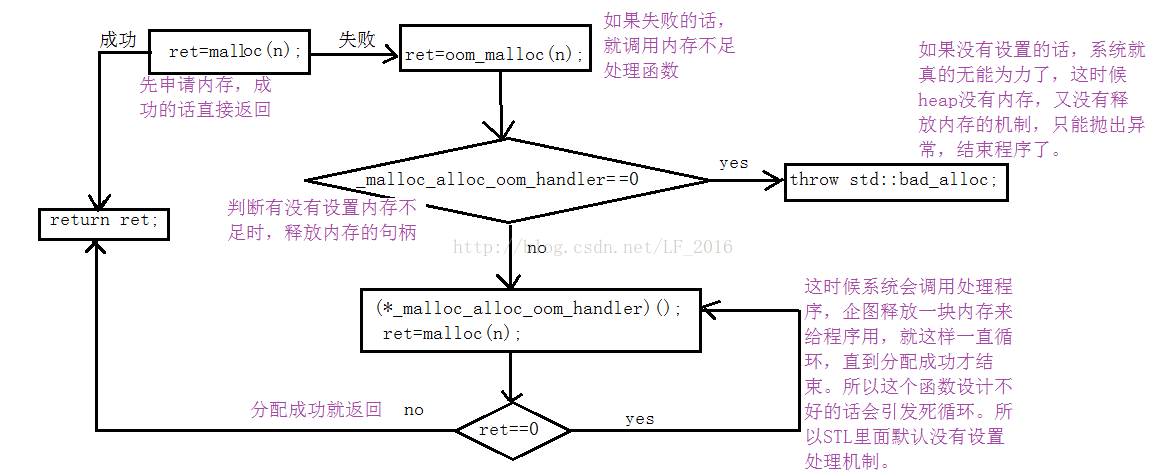 成功
ret=malloc(n);
失败
ret=oom_malloc(n);
如果失败的话,
就调用内存不足
处理函数
先申请内存,成
功的话直接返回
如果没有设置的话,系统就
真的无能为力了,这时候
heap没有内存,又没有释
放内存的机制,只能抛出异
常,结束程序了。
_malloc_alloc_oom_handler==0
yes
throw std::bad_alloc;
return ret;
判断有没有设置内存不
足时,释放内存的句柄
http://blog.csdn.net/LF_2016
no
(*_malloc_alloc_oom_handler)();
ret=malloc(n);
这时候系统会调用处理程
序,企图释放一块内存来
给程序用,就这样一直循
环,直到分配成功才结
束。所以这个函数设计不
好的话会引发死循环。所
以STL里面默认没有设置
处理机制。
分配成功就返回
no
ret==0
yes